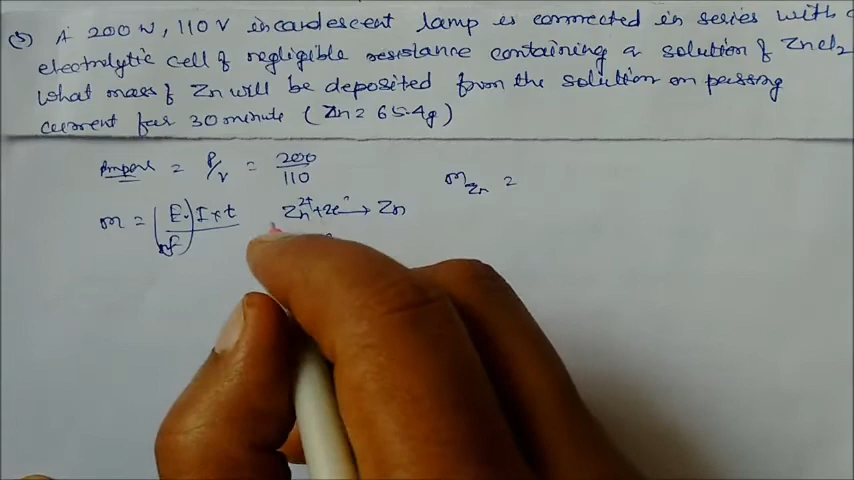 (5) A 200 W, 110 V incandescent lamp is connected in series with
electrolytic cell of negligible resistance containing a solution of ZnCl2
What mass of Zn will be deposited from the solution on passing
current for 30 minute (Zn = 65.4g)
Ampere = P/V = 200/110
m = (E/nf) I × t
Zn2+ + 2e- → Zn
mZn =